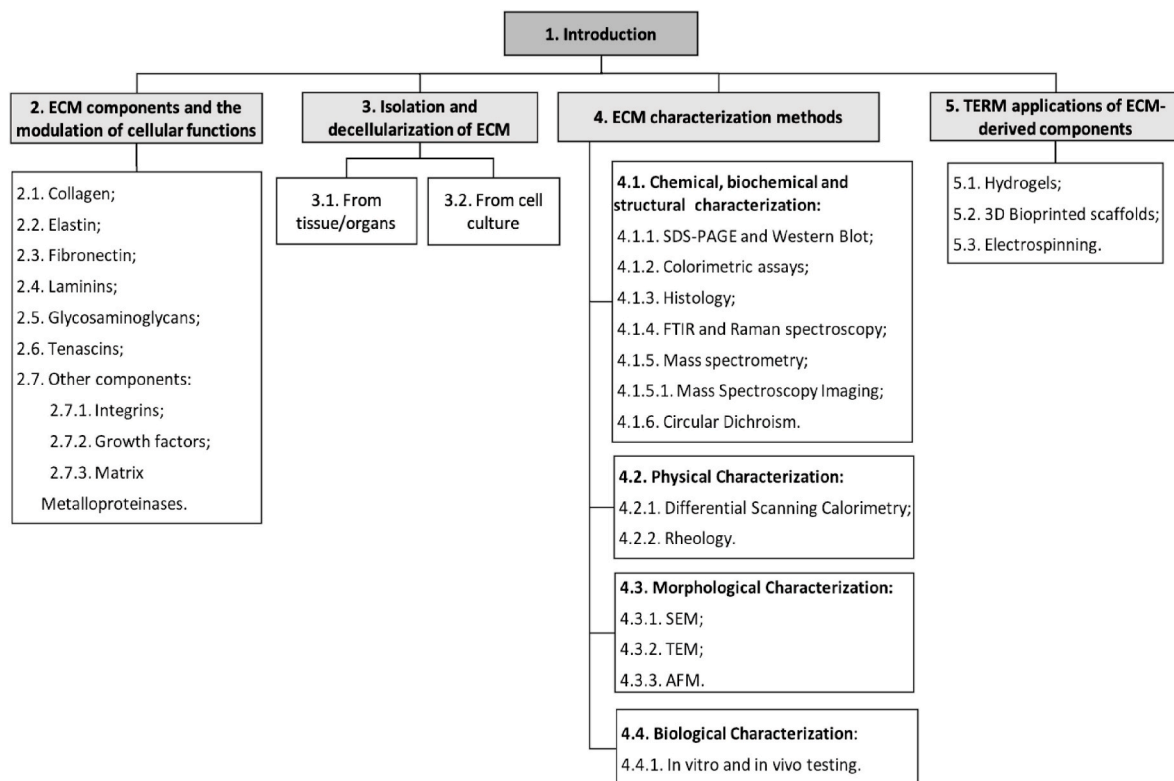 1. Introduction
2. ECM components and the
modulation of cellular functions
2.1. Collagen;
2.2. Elastin;
2.3. Fibronectin;
2.4. Laminins;
2.5. Glycosaminoglycans;
2.6. Tenascins;
2.7. Other components:
2.7.1. Integrins;
2.7.2. Growth factors;
2.7.3. Matrix
Metalloproteinases.
3. Isolation and
decellularization of ECM
3.1. From
tissue/organs
3.2. From cell
culture
4. ECM characterization methods
4.1. Chemical, biochemical and
structural characterization:
4.1.1. SDS-PAGE and Western Blot;
4.1.2. Colorimetric assays;
4.1.3. Histology;
4.1.4. FTIR and Raman spectroscopy;
4.1.5. Mass spectrometry;
4.1.5.1. Mass Spectroscopy Imaging;
4.1.6. Circular Dichroism.
4.2. Physical Characterization:
4.2.1. Differential Scanning Calorimetry;
4.2.2. Rheology.
4.3. Morphological Characterization:
4.3.1. SEM;
4.3.2. TEM;
4.3.3. AFM.
4.4. Biological Characterization:
4.4.1. In vitro and in vivo testing.
5. TERM applications of ECM-
derived components
5.1. Hydrogels;
5.2. 3D Bioprinted scaffolds;
5.3. Electrospinning.